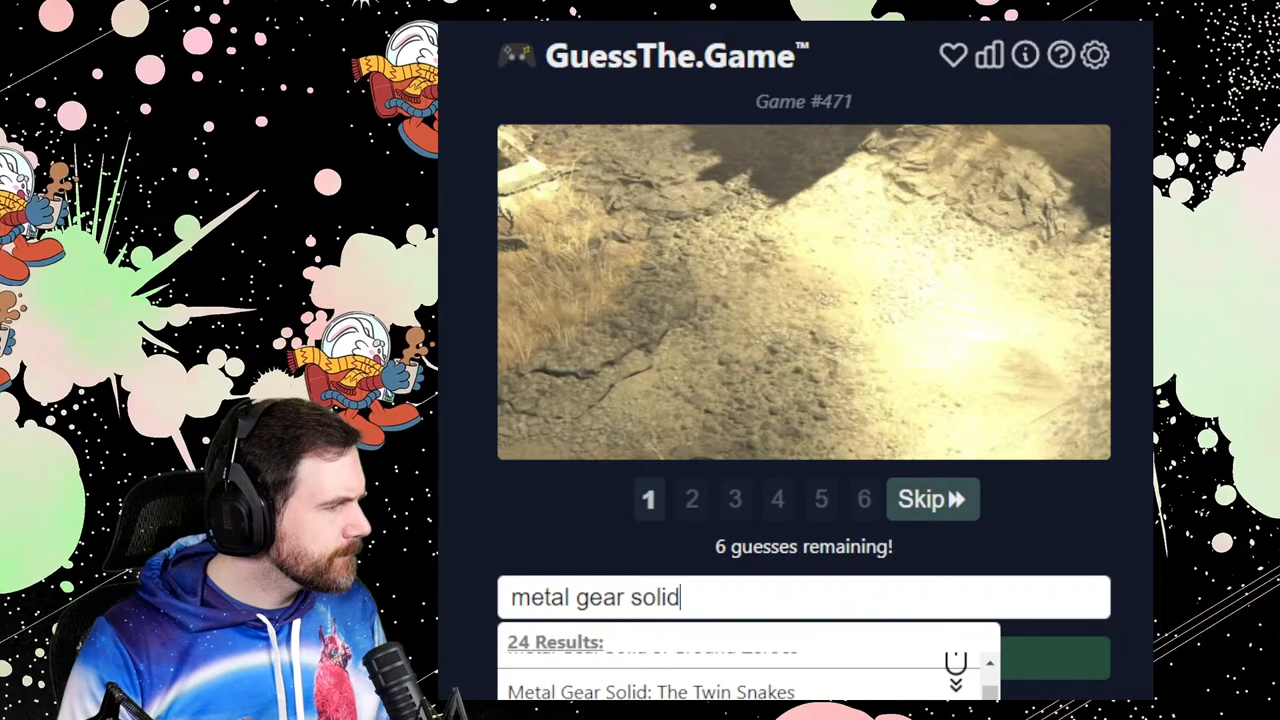 GuessThe.Game™
Game #471
1 2 3 4 5 6 Skip
6 guesses remaining!
metal gear solid
24 Results:
Metal Gear Solid: The Twin Snakes